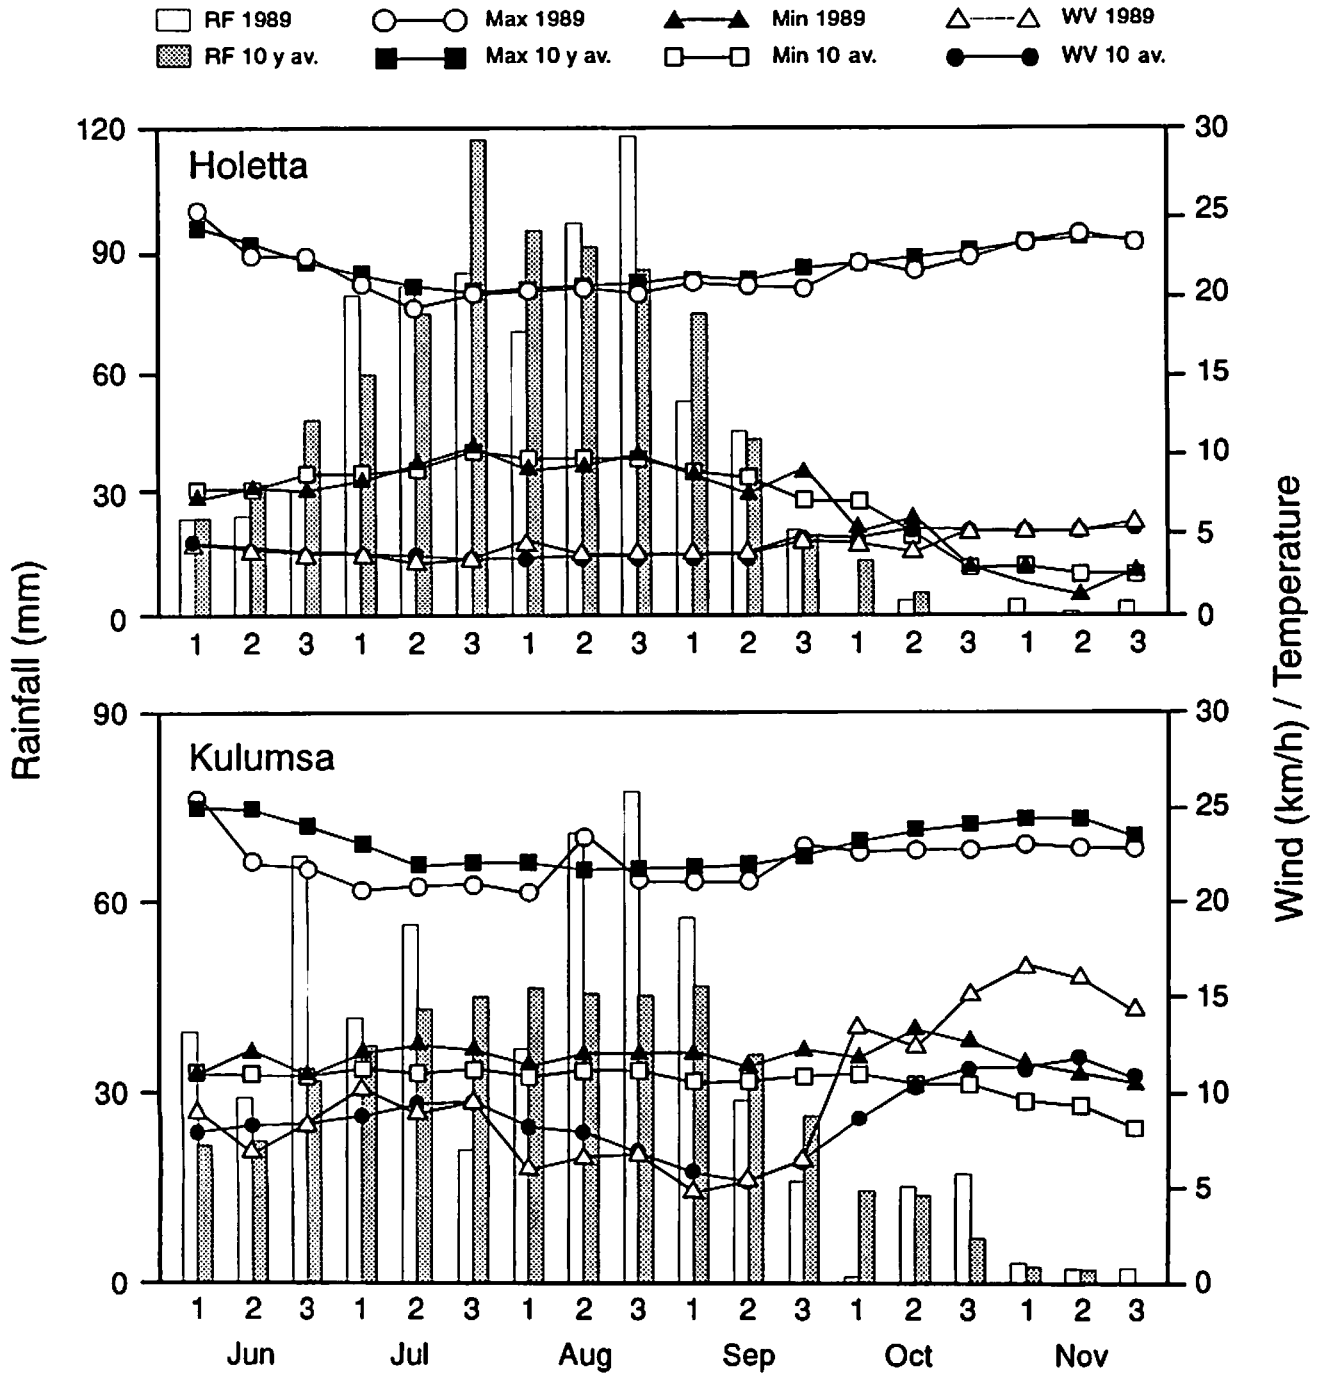 RF 1989 Max 1989 Min 1989 WV 1989
RF 10 y av. Max 10 y av. Min 10 av. WV 10 av.
Holetta
120
90
60
30
0
30
25
20
15
10
5
0
1 2 3 1 2 3 1 2 3 1 2 3 1 2 3 1 2 3
Rainfall (mm)
Wind (km/h) / Temperature
Kulumsa
90
60
30
0
30
25
20
15
10
5
0
1 2 3 1 2 3 1 2 3 1 2 3 1 2 3 1 2 3
Jun Jul Aug Sep Oct Nov